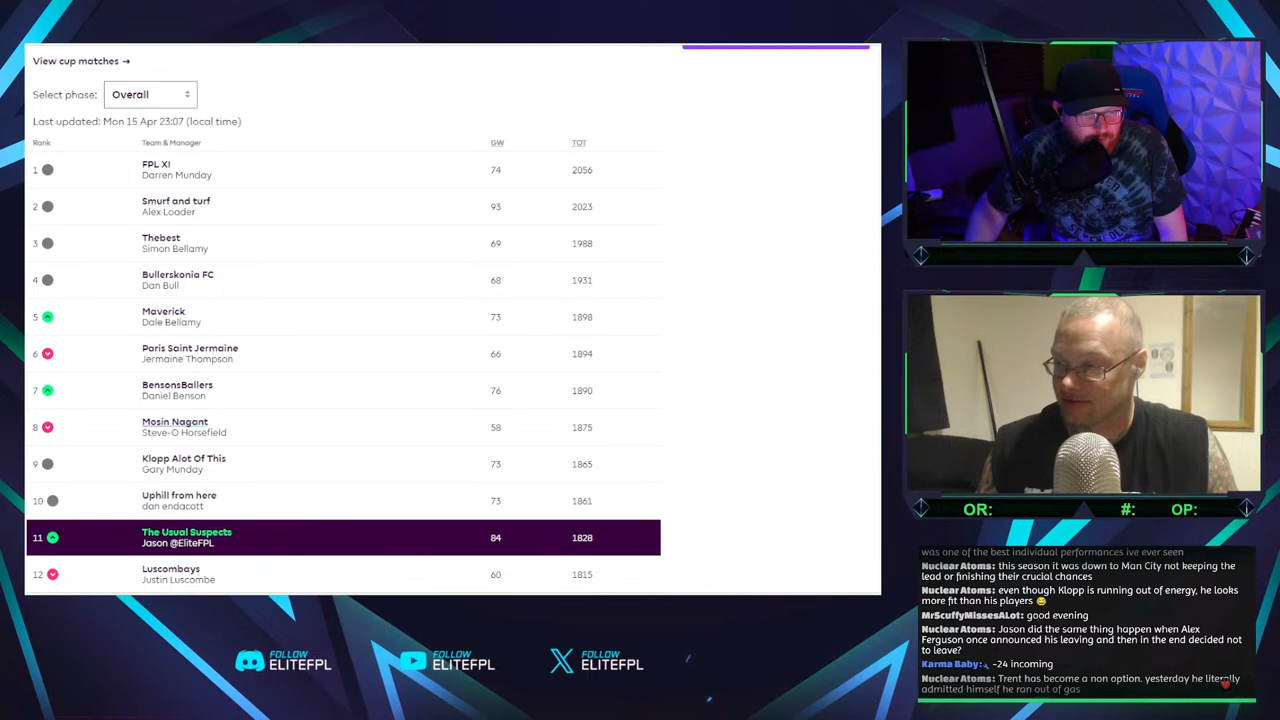 View cup matches →
Select phase: Overall
Last updated: Mon 15 Apr 23:07 (local time)
Rank Team & Manager GW TOT
1 FPL XI 74 2056
Darren Munday
2 Smurf and turf 93 2023
Alex Loader
3 Thebest 69 1988
Simon Bellamy
4 Bullerskonia FC 68 1931
Dan Bull
5 Maverick 73 1898
Dale Bellamy
6 Paris Saint Jermaine 66 1894
Jermaine Thompson
7 BensonsBallers 76 1890
Daniel Benson
8 Mosin Nagant 58 1875
Steve-O Horsefield
9 Klopp Alot Of This 73 1865
Gary Munday
10 Uphill from here 73 1861
dan endacott
11 The Usual Suspects 84 1828
Jason @EliteFPL
12 Luscombays 60 1815
Justin Luscombe
FOLLOW
ELITEFPL
FOLLOW
ELITEFPL
FOLLOW
ELITEFPL
OR: #: OP:
was one of the best individual performances ive ever seen
Nuclear Atoms: this season it was down to Man City not keeping the
lead or finishing their crucial chances
Nuclear Atoms: even though Klopp is running out of energy, he looks
more fit than his players 😂
MrScuffyMissesALot: good evening
Nuclear Atoms: Jason did the same thing happen when Alex
Ferguson once announced his leaving and then in the end decided not
to leave?
Karma Baby: -24 incoming
Nuclear Atoms: Trent has become a non option. yesterday he literally
admitted himself he ran out of gas